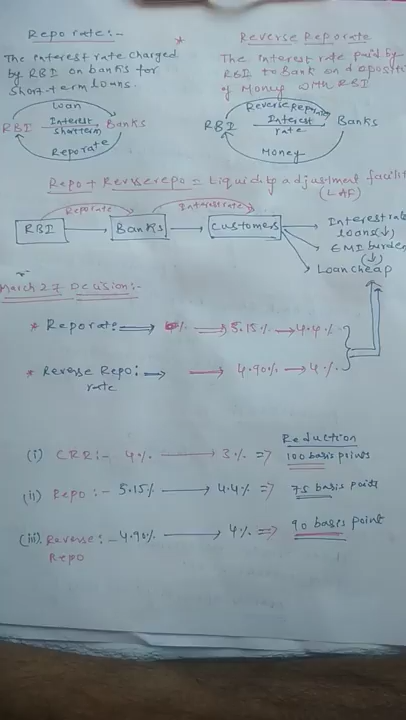 Repo rate:-
The interest rate charged
by RBI on banks for
Short-term loans.
Loan
RBI Interest Banks
Short term
Repo rate
* Reverse Repo rate
The interest rate paid by
RBI to Bank on deposition
of Money with RBI
Reverse Repo rate
RBI Interest Banks
rate
Money
Repo + Reverse repo = Liquidity adjustment facility
(LAF)
Repo rate Interest rate
RBI Banks Customers
Interest rate
loans (↓)
EMI burden
(↓)
Loan cheap
March 27 Decision:-
* Repo rate:- → → 5.15% → 4.4%
* Reverse Repo:- → → 4.90% → 4%
rate
Reduction
(i) CRR:- 4% → 3% => 100 basis points
(ii) Repo:- 5.15% → 4.4% => 75 basis points
(iii) Reverse:- 4.90% → 4% => 90 basis point
Repo